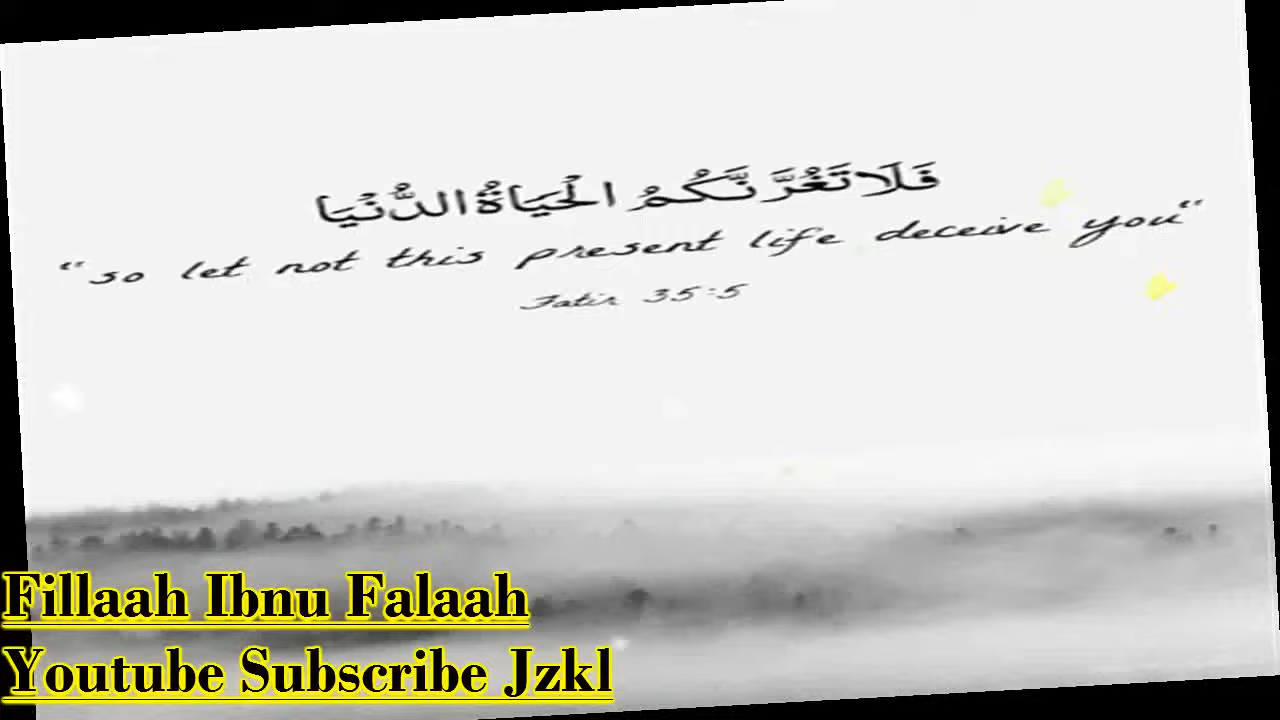 فَلَا تَغُرَّنَّكُمُ الْحَيَاةُ الدُّنْيَا
“so let not this present life deceive you“
Fatir 35:5
Fillaah Ibnu Falaah
Youtube Subscribe Jzkl